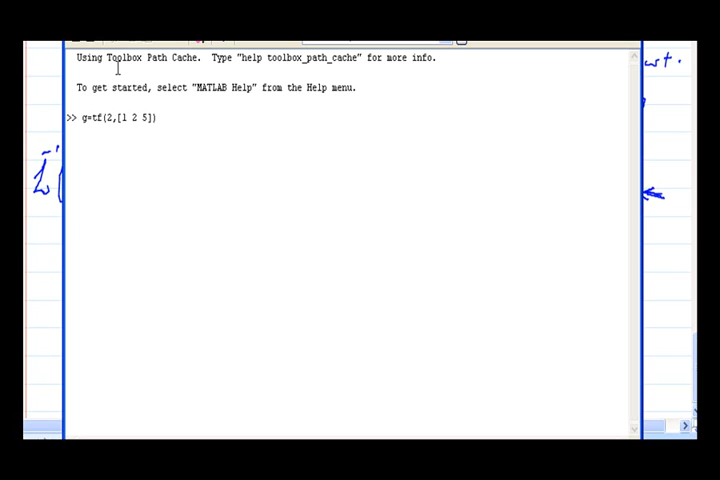 Using Toolbox Path Cache. Type "help toolbox_path_cache" for more info.
To get started, select "MATLAB Help" from the Help menu.
>> g=tf(2,[1 2 5])